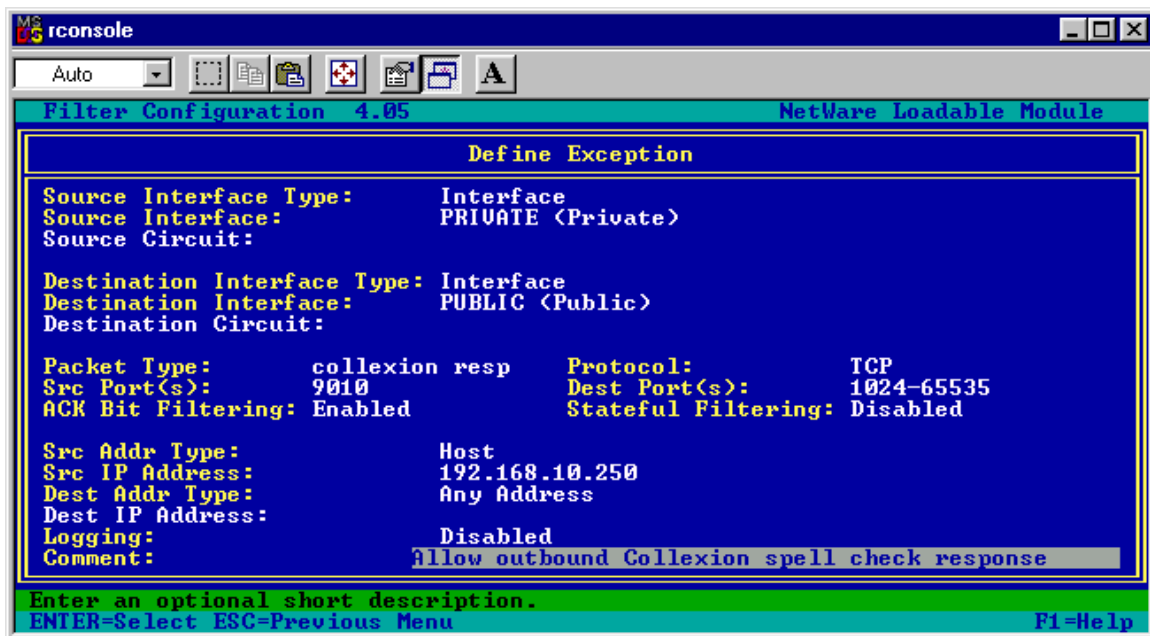 rconsole
Auto
A
Filter Configuration 4.05 NetWare Loadable Module
Define Exception
Source Interface Type: Interface
Source Interface: PRIVATE (Private)
Source Circuit:
Destination Interface Type: Interface
Destination Interface: PUBLIC (Public)
Destination Circuit:
Packet Type: collexion resp Protocol: TCP
Src Port(s): 9010 Dest Port(s): 1024-65535
ACK Bit Filtering: Enabled Stateful Filtering: Disabled
Src Addr Type: Host
Src IP Address: 192.168.10.250
Dest Addr Type: Any Address
Dest IP Address:
Logging: Disabled
Comment: Allow outbound Collexion spell check response
Enter an optional short description.
ENTER=Select ESC=Previous Menu F1=Help